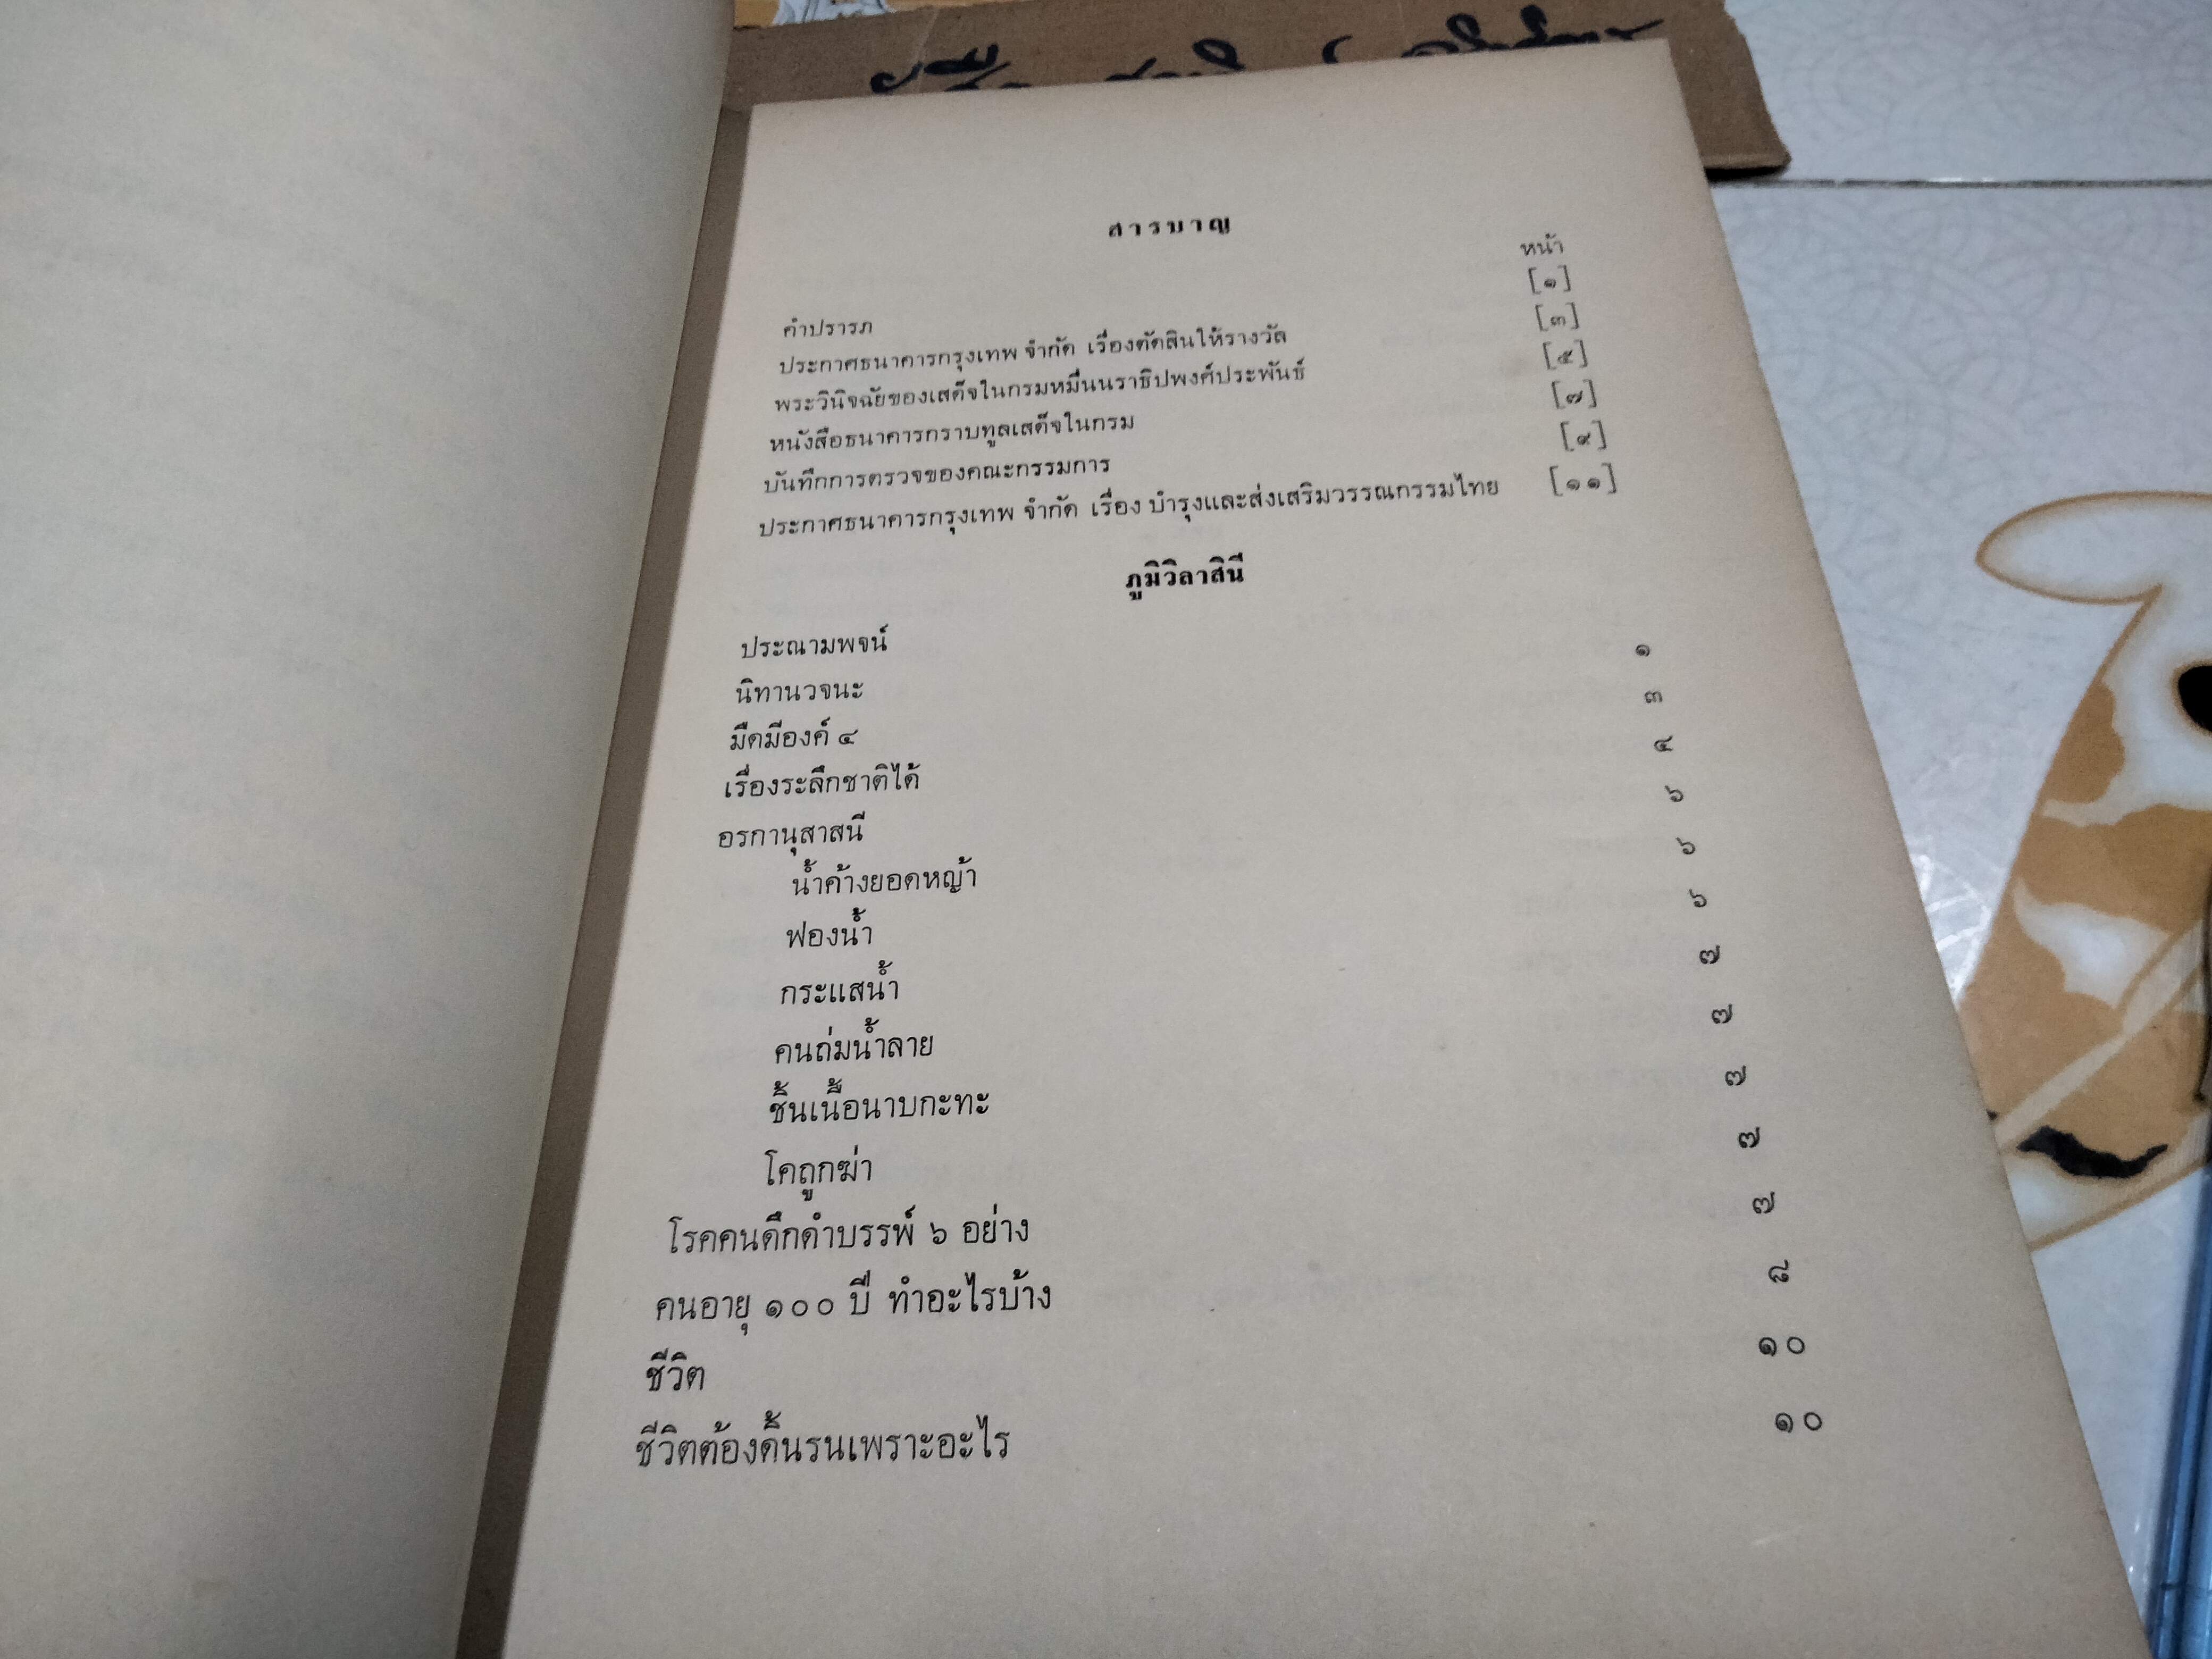 สารบาญ
หน้า
คำปรารภ [๑]
ประกาศธนาคารกรุงเทพ จำกัด เรื่องตัดสินให้รางวัล [๓]
พระวินิจฉัยของเสด็จในกรมหมื่นนราธิปพงศ์ประพันธ์ [๕]
หนังสือธนาคารกราบทูลเสด็จในกรม [๗]
บันทึกการตรวจของคณะกรรมการ [๙]
ประกาศธนาคารกรุงเทพ จำกัด เรื่อง บำรุงและส่งเสริมวรรณกรรมไทย [๑๑]
ภูมิวิลาสินี
ประณามพจน์ ๑
นิทานวจนะ ๓
มืดมีองค์ ๔ ๔
เรื่องระลึกชาติได้ ๖
อรกานุสาสนี ๖
น้ำค้างยอดหญ้า ๖
ฟองน้ำ ๗
กระแสน้ำ ๗
คนถ่มน้ำลาย ๗
ชิ้นเนื้อนาบกะทะ ๗
โคถูกฆ่า ๗
โรคคนดึกดำบรรพ์ ๖ อย่าง ๘
คนอายุ ๑๐๐ ปี ทำอะไรบ้าง ๑๐
ชีวิต ๑๐
ชีวิตต้องดิ้นรนเพราะอะไร